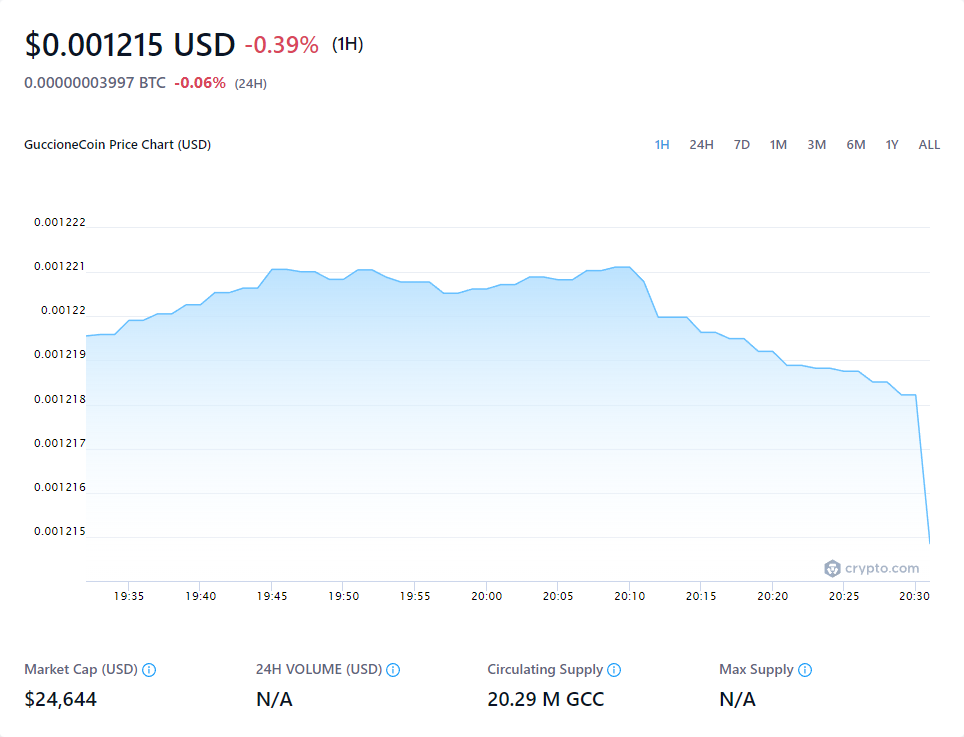 $0.001215 USD -0.39% (1H)
0.00000003997 BTC -0.06% (24H)
GuccioneCoin Price Chart (USD)
1H 24H 7D 1M 3M 6M 1Y ALL
0.001222
0.001221
0.00122
0.001219
0.001218
0.001217
0.001216
0.001215
crypto.com
19:35 19:40 19:45 19:50 19:55 20:00 20:05 20:10 20:15 20:20 20:25 20:30
Market Cap (USD) 24H VOLUME (USD) Circulating Supply Max Supply
$24,644 N/A 20.29 M GCC N/A